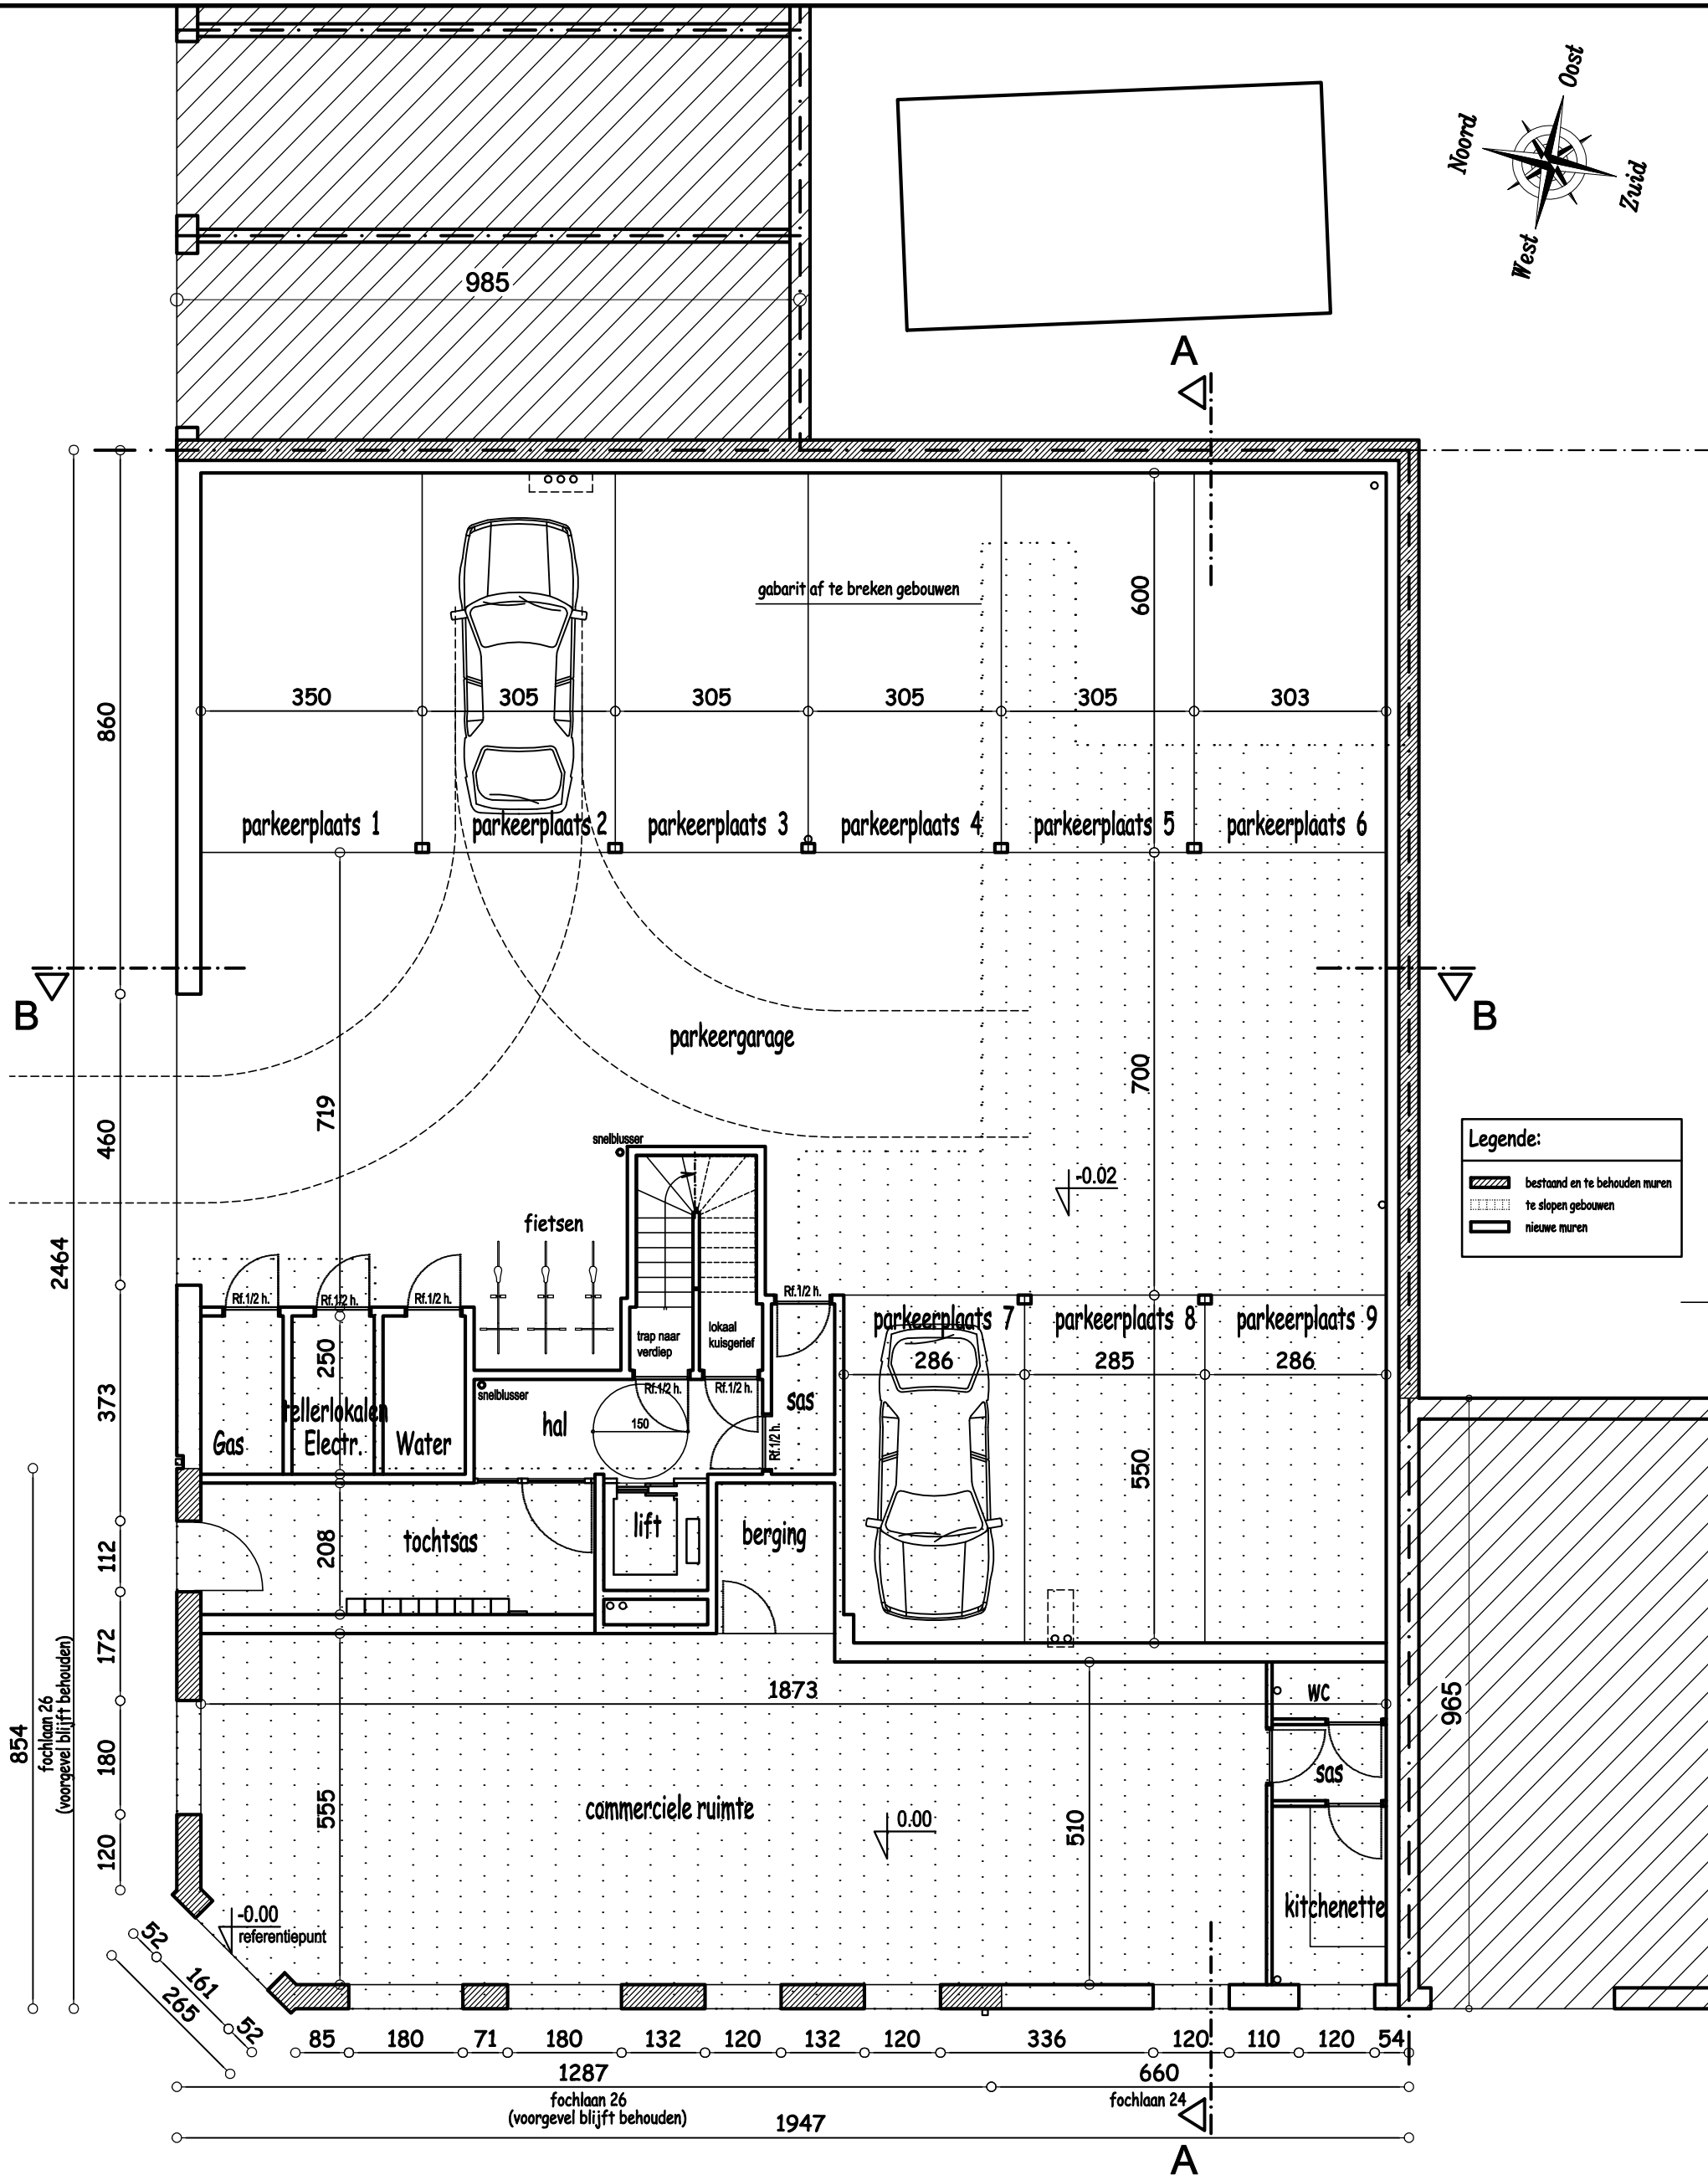 Oost
Noord
Zuid
West
985
A
gabarit af te breken gebouwen
600
350
305
305
305
305
303
860
parkeerplaats 1
parkeerplaats 2
parkeerplaats 3
parkeerplaats 4
parkeerplaats 5
parkeerplaats 6
B
B
parkeergarage
700
719
460
snelblusser
Legende:
bestaand en te behouden muren
te slopen gebouwen
nieuwe muren
-0.02
fietsen
2464
Rf.1/2 h.
Rf.1/2 h.
Rf.1/2 h.
Rf.1/2 h.
trap naar
verdiep
lokaal
kuisgerief
parkeerplaats 7
parkeerplaats 8
parkeerplaats 9
250
286
285
286
373
snelblusser
Rf.1/2 h.
Rf.1/2 h.
sas
tellerlokalen
Gas
Electr.
Water
hal
150
Rf.1/2 h.
550
112
208
tochtsas
lift
berging
172
fochlaan 26
(voorgevel blijft behouden)
854
1873
wc
965
180
sas
555
commerciele ruimte
0.00
510
120
kitchenette
-0.00
referentiepunt
52
161
265
52
85
180
71
180
132
120
132
120
336
120
110
120
54
1287
660
fochlaan 26
(voorgevel blijft behouden)
fochlaan 24
1947
A